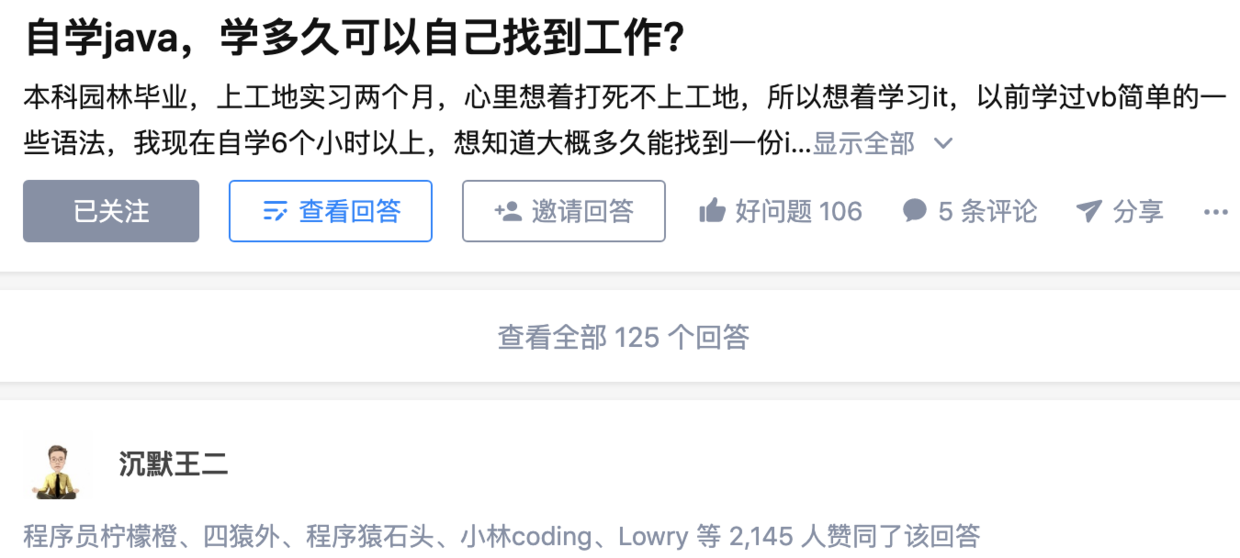 自学java，学多久可以自己找到工作?
本科园林毕业，上工地实习两个月，心里想着打死不上工地，所以想着学习it，以前学过vb简单的一
些语法，我现在自学6个小时以上，想知道大概多久能找到一份i...显示全部
已关注 查看回答 邀请回答 好问题 106 5 条评论 分享 ...
查看全部 125 个回答
沉默王二
程序员柠檬橙、四猿外、程序猿石头、小林coding、Lowry 等 2,145 人赞同了该回答